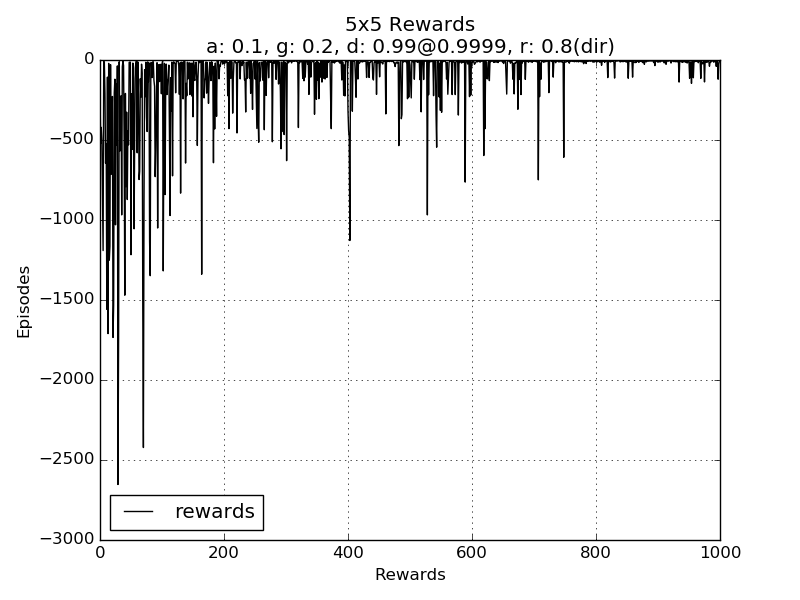 5x5 Rewards
a: 0.1, g: 0.2, d: 0.99@0.9999, r: 0.8(dir)
0
−500
−1000
−1500
−2000
−2500
−3000
Episodes
rewards
0 200 400 600 800 1000
Rewards